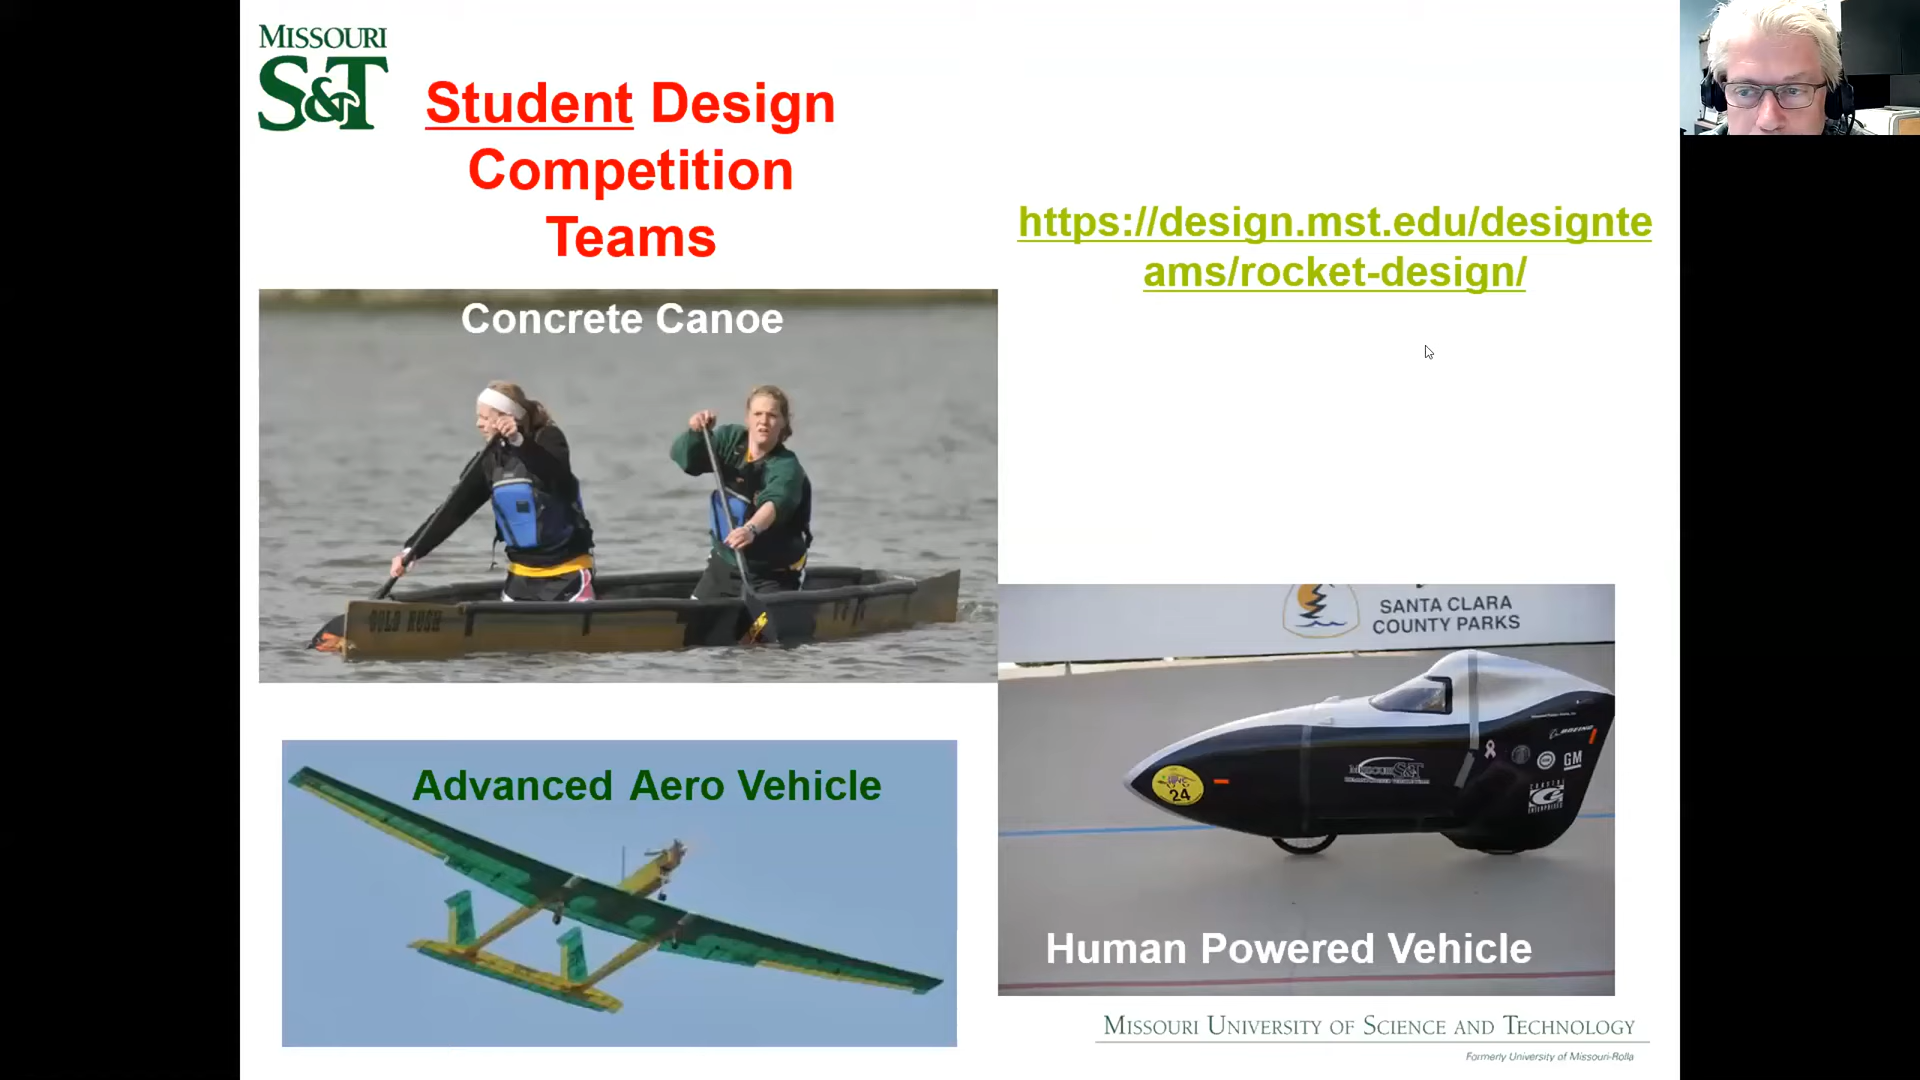 MISSOURI
S&T
Student Design
Competition
Teams
https://design.mst.edu/designte
ams/rocket-design/
Concrete Canoe
GOLD RUSH
SANTA CLARA
COUNTY PARKS
BOEING
GM
MISSOURI S&T
24
Advanced Aero Vehicle
Human Powered Vehicle
MISSOURI UNIVERSITY OF SCIENCE AND TECHNOLOGY
Formerly University of Missouri-Rolla